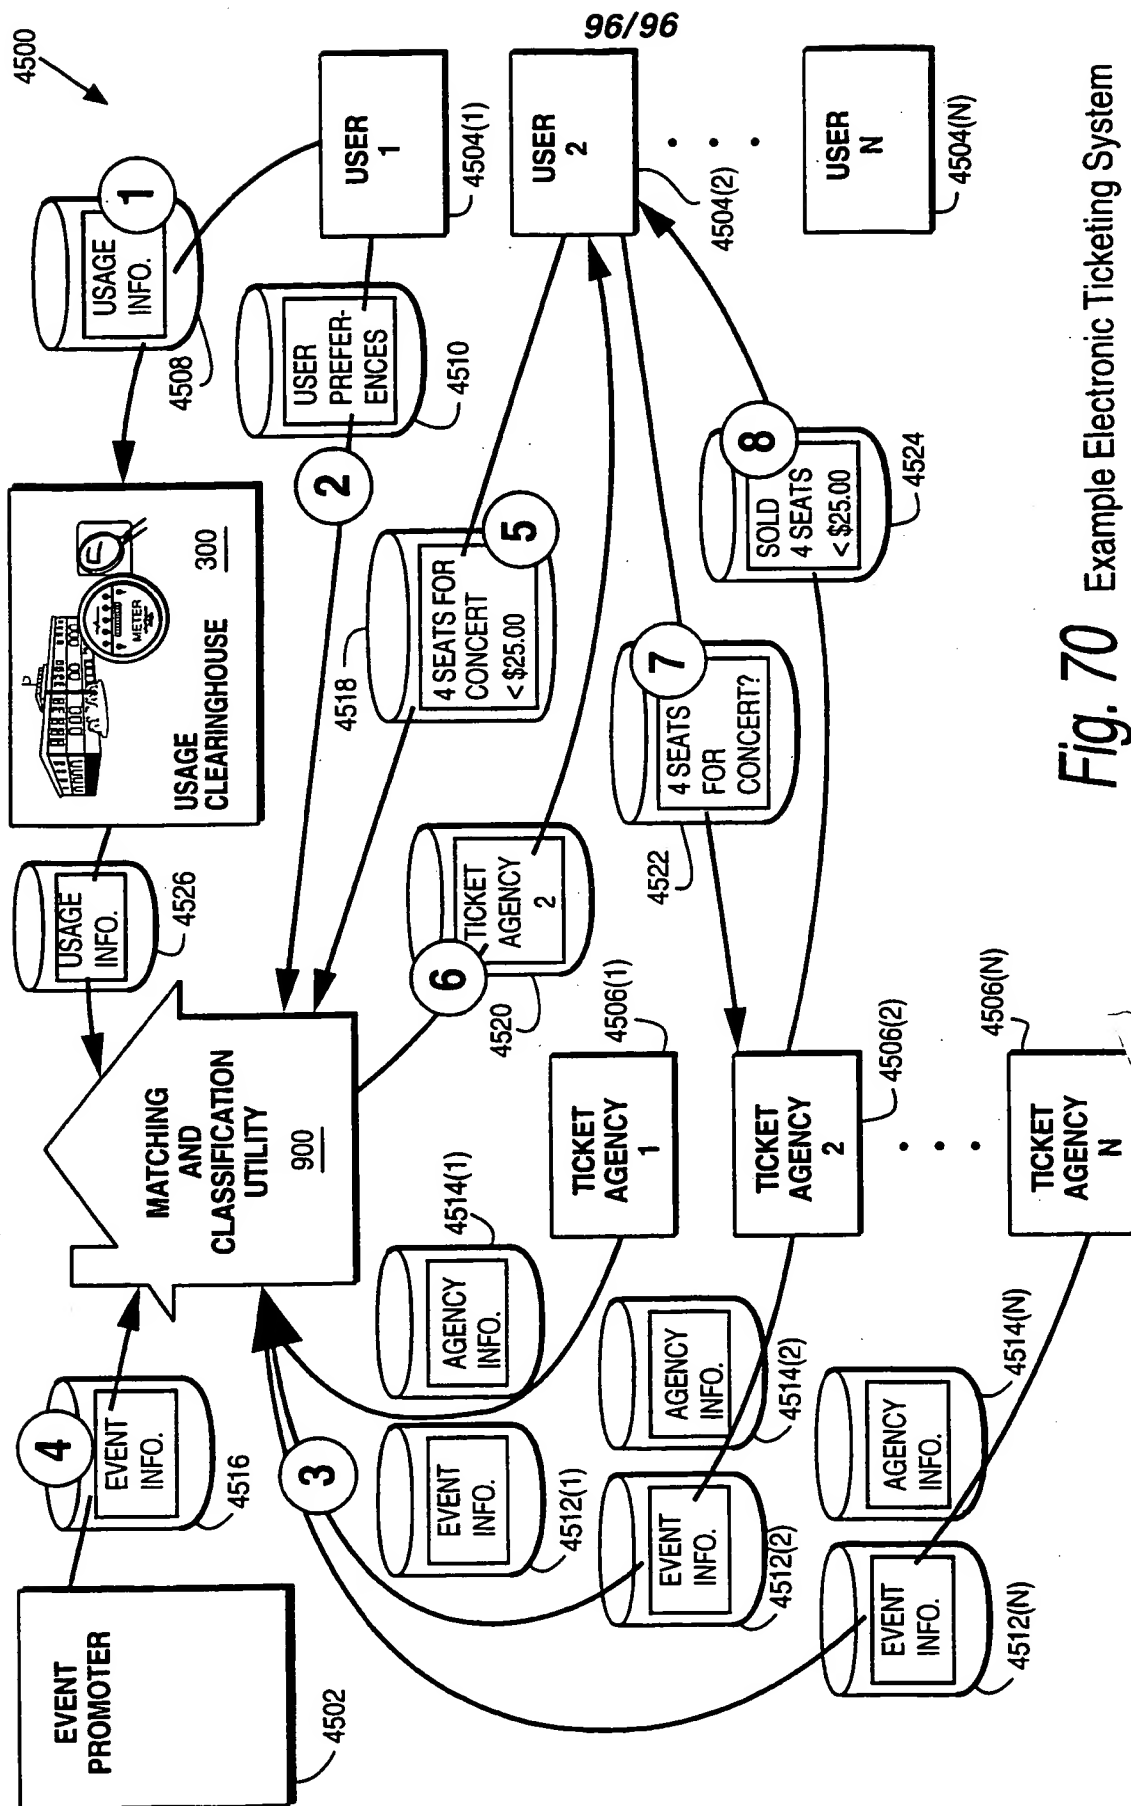 96/96
4500
EVENT
PROMOTER
4502
4
EVENT
INFO.
4516
MATCHING
AND
CLASSIFICATION
UTILITY
900
USAGE
INFO.
4526
USAGE
CLEARINGHOUSE
300
METER
USAGE
INFO.
1
4508
2
USER
PREFER-
ENCES
4510
USER
1
4504(1)
4518
4 SEATS FOR
CONCERT
< $25.00
5
6
TICKET
AGENCY
2
4520
USER
2
4504(2)
3
EVENT
INFO.
4512(1)
AGENCY
INFO.
4514(1)
TICKET
AGENCY
1
4506(1)
4522
4 SEATS
FOR
CONCERT?
7
SOLD
4 SEATS
< $25.00
8
4524
USER
N
4504(N)
EVENT
INFO.
4512(2)
AGENCY
INFO.
4514(2)
TICKET
AGENCY
2
4506(2)
EVENT
INFO.
4512(N)
AGENCY
INFO.
4514(N)
TICKET
AGENCY
N
4506(N)
Fig. 70 Example Electronic Ticketing System